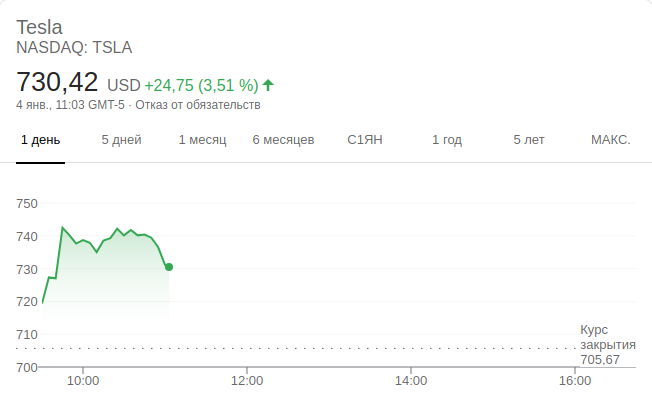 Tesla
NASDAQ: TSLA
730,42 USD +24,75 (3,51 %)
4 янв., 11:03 GMT-5 · Отказ от обязательств
1 день 5 дней 1 месяц 6 месяцев С1ЯН 1 год 5 лет МАКС.
750
740
730
720
710
700
Курс
закрытия
705,67
10:00 12:00 14:00 16:00